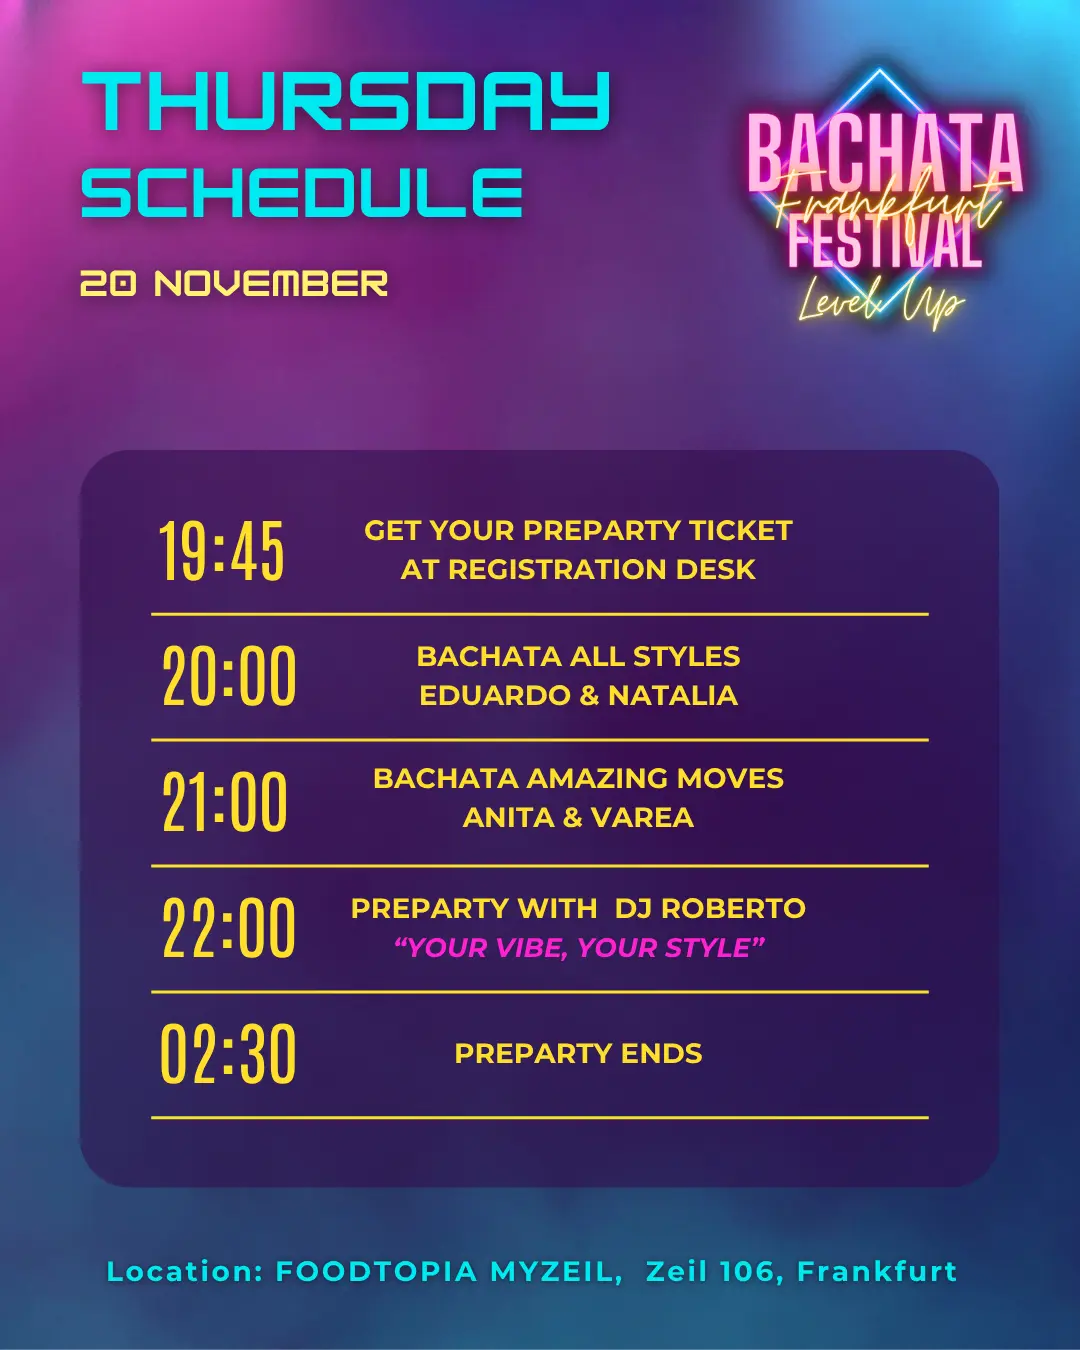 THURSDAY
SCHEDULE
20 NOVEMBER
BACHATA
Frankfurt
FESTIVAL
Level Up
19:45
GET YOUR PREPARTY TICKET
AT REGISTRATION DESK
20:00
BACHATA ALL STYLES
EDUARDO & NATALIA
21:00
BACHATA AMAZING MOVES
ANITA & VAREA
22:00
PREPARTY WITH DJ ROBERTO
“YOUR VIBE, YOUR STYLE”
02:30
PREPARTY ENDS
Location: FOODTOPIA MYZEIL, Zeil 106, Frankfurt